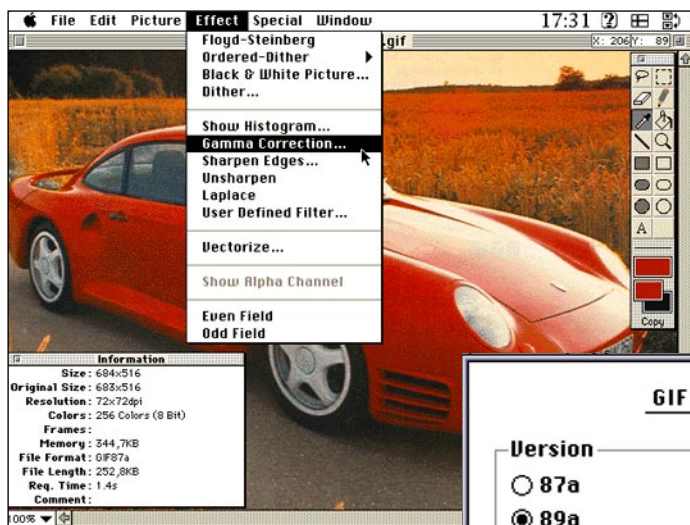 File Edit Picture Effect Special Window 17:31
.gif X: 206 Y: 89
Floyd-Steinberg
Ordered-Dither
Black & White Picture...
Dither...
Show Histogram...
Gamma Correction...
Sharpen Edges...
Unsharpen
Laplace
User Defined Filter...
Vectorize...
Show Alpha Channel
Even Field
Odd Field
A
Copy
Information
Size: 684x516
Original Size: 683x516
Resolution: 72x72dpi
Colors: 256 Colors (8 Bit)
Frames:
Memory: 344,7KB
File Format: GIF87a
File Length: 252,8KB
Req. Time: 1.4s
Comment:
100%
GIF
Version
87a
89a